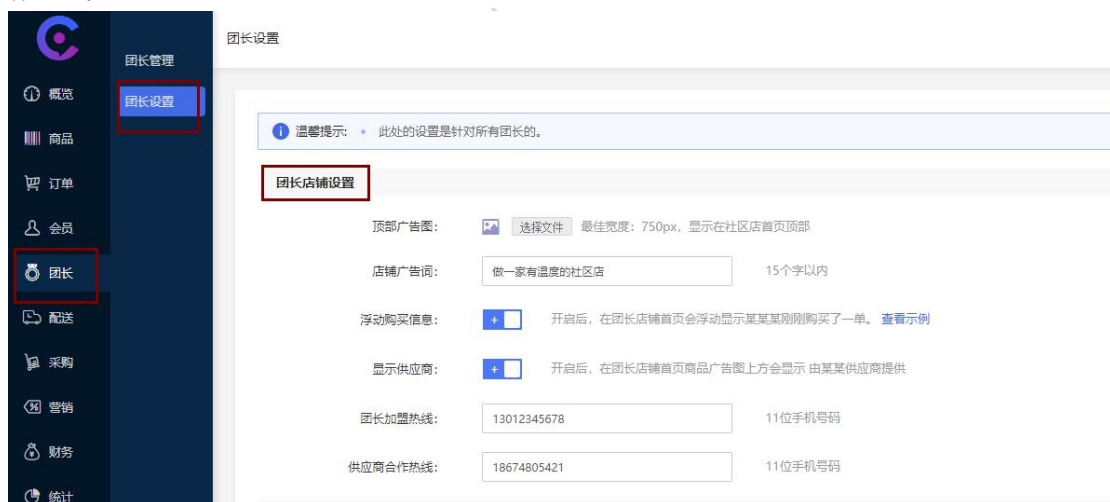 团长设置
团长管理
团长设置
概览
商品
订单
会员
团长
配送
采购
营销
财务
统计
温馨提示: 此处的设置是针对所有团长的。
团长店铺设置
顶部广告图: 选择文件 最佳宽度: 750px, 显示在社区店首页顶部
店铺广告词: 做一家有温度的社区店 15个字以内
浮动购买信息: + 开启后, 在团长店铺首页会浮动显示某某某刚刚购买了一单。 查看示例
显示供应商: + 开启后, 在团长店铺首页商品广告图上方会显示 由某某供应商提供
团长加盟热线: 13012345678 11位手机号码
供应商合作热线: 18674805421 11位手机号码